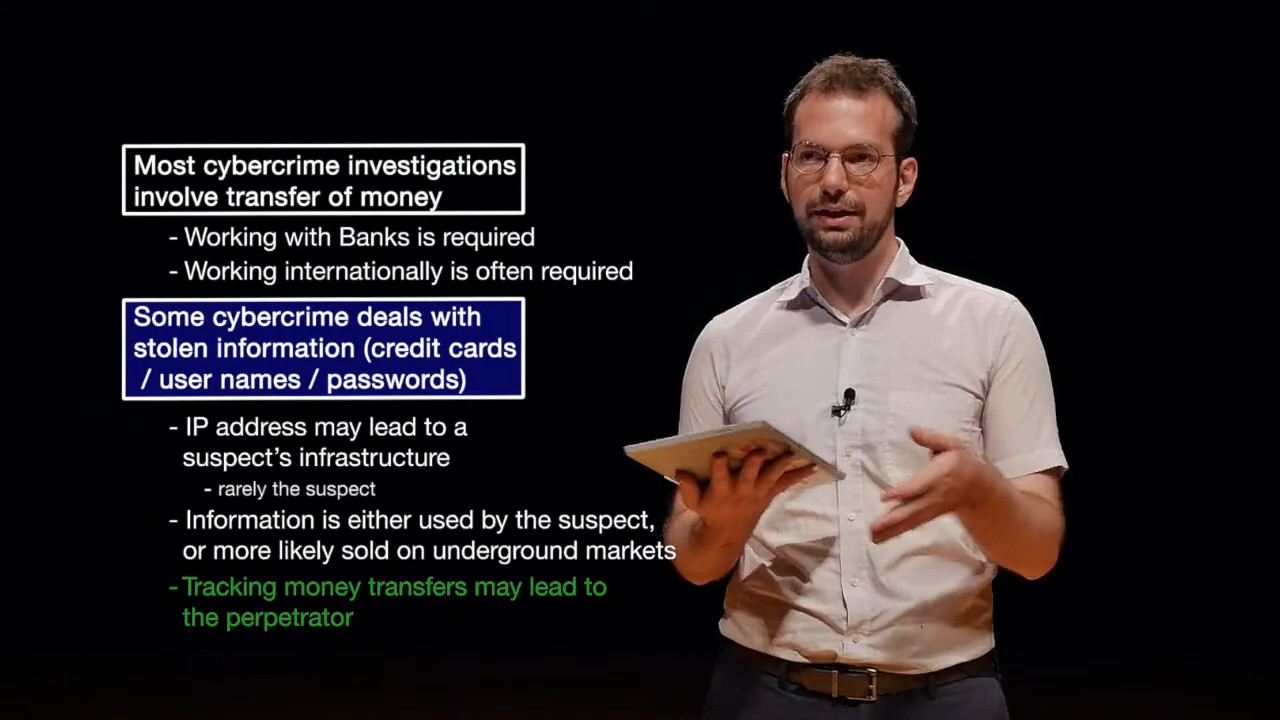 Most cybercrime investigations
involve transfer of money
- Working with Banks is required
- Working internationally is often required
Some cybercrime deals with
stolen information (credit cards
/ user names / passwords)
- IP address may lead to a
suspect's infrastructure
- rarely the suspect
- Information is either used by the suspect,
or more likely sold on underground markets
- Tracking money transfers may lead to
the perpetrator